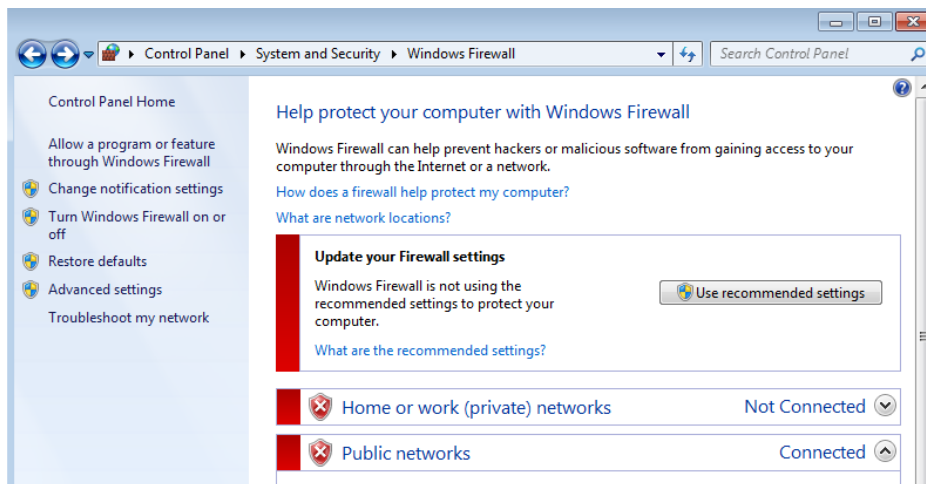 Control Panel
System and Security
Windows Firewall
Search Control Panel
Control Panel Home
Allow a program or feature
through Windows Firewall
Change notification settings
Turn Windows Firewall on or
off
Restore defaults
Advanced settings
Troubleshoot my network
Help protect your computer with Windows Firewall
Windows Firewall can help prevent hackers or malicious software from gaining access to your
computer through the Internet or a network.
How does a firewall help protect my computer?
What are network locations?
Update your Firewall settings
Windows Firewall is not using the
recommended settings to protect your
computer.
Use recommended settings
What are the recommended settings?
Home or work (private) networks Not Connected
Public networks Connected